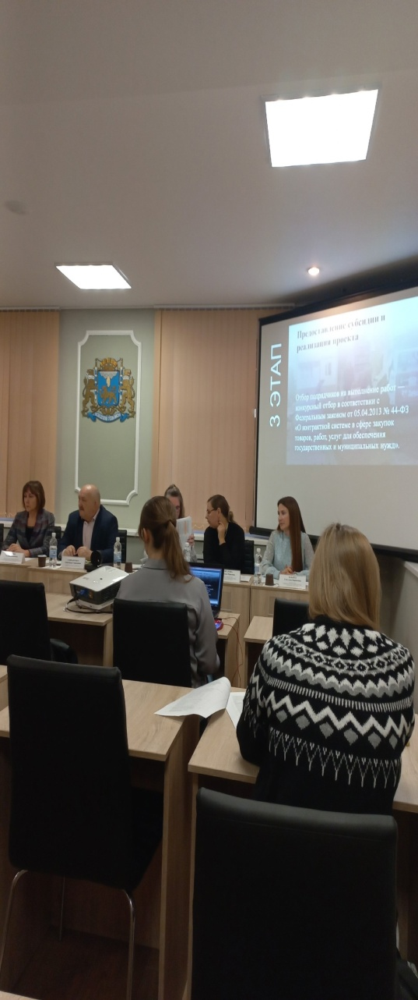 3 ЭТАП
Предоставление субсидии и
реализация проекта
Отбор подрядчиков на выполнение работ –
конкурсный отбор в соответствии с
Федеральным законом от 05.04.2013 № 44-ФЗ
«О контрактной системе в сфере закупок
товаров, работ, услуг для обеспечения
государственных и муниципальных нужд».